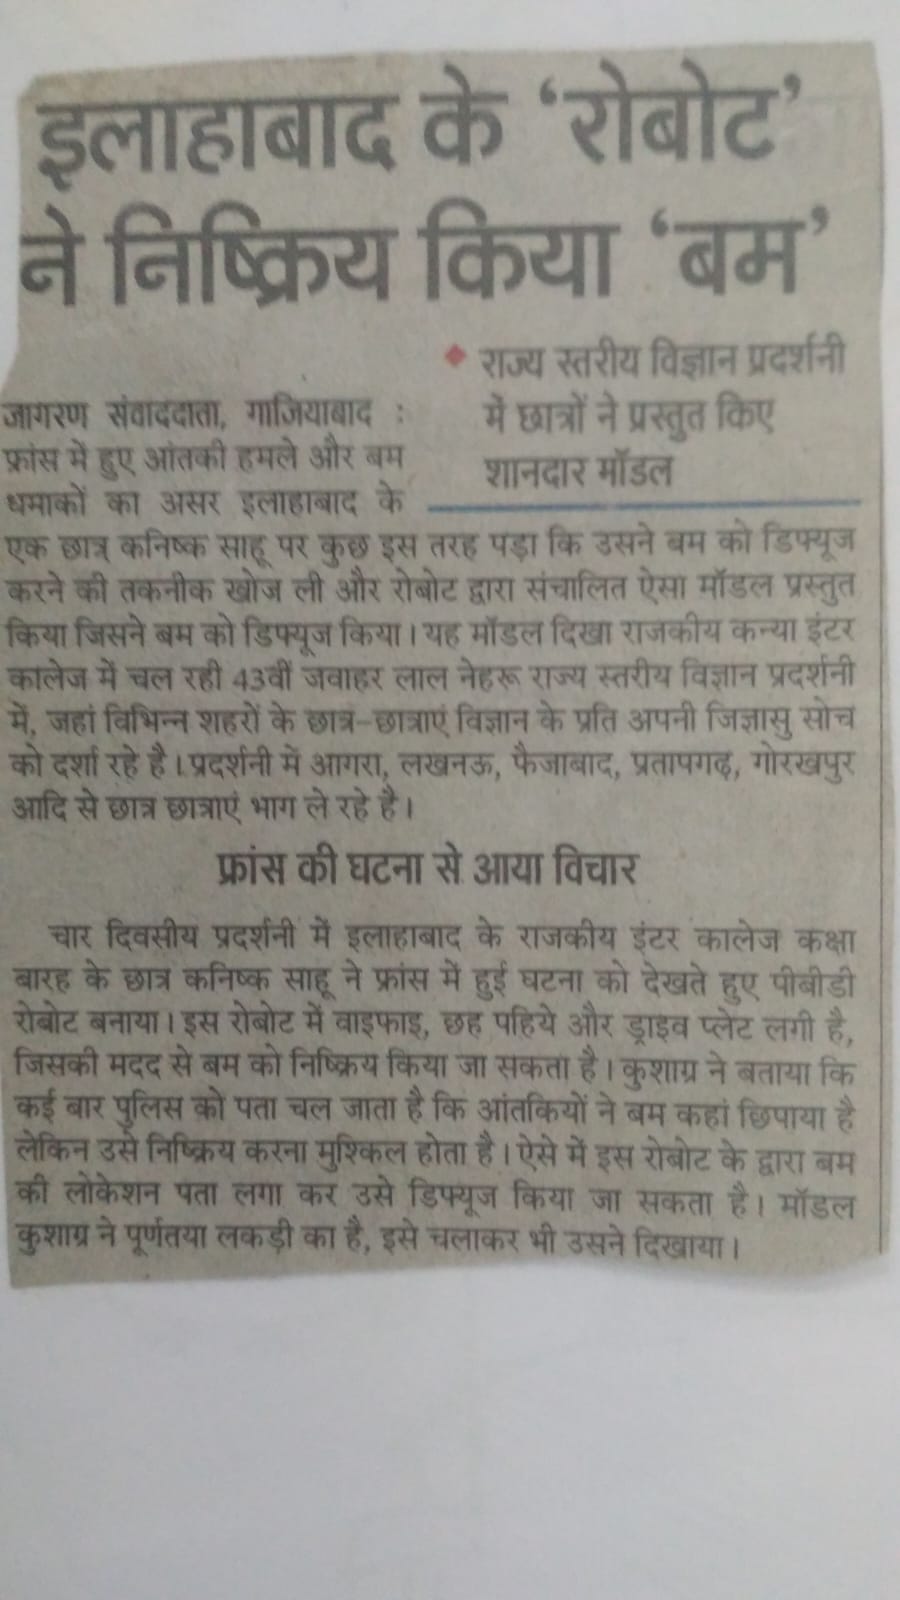 इलाहाबाद के ‘रोबोट’
ने निष्क्रिय किया ‘बम’
राज्य स्तरीय विज्ञान प्रदर्शनी
में छात्रों ने प्रस्तुत किए
शानदार मॉडल
जागरण संवाददाता, गाजियाबाद :
फ्रांस में हुए आंतकी हमले और बम
धमाकों का असर इलाहाबाद के
एक छात्र कनिष्क साहू पर कुछ इस तरह पड़ा कि उसने बम को डिफ्यूज
करने की तकनीक खोज ली और रोबोट द्वारा संचालित ऐसा मॉडल प्रस्तुत
किया जिसने बम को डिफ्यूज किया। यह मॉडल दिखा राजकीय कन्या इंटर
कालेज में चल रही 43वीं जवाहर लाल नेहरू राज्य स्तरीय विज्ञान प्रदर्शनी
में, जहां विभिन्न शहरों के छात्र-छात्राएं विज्ञान के प्रति अपनी जिज्ञासु सोच
को दर्शा रहे है। प्रदर्शनी में आगरा, लखनऊ, फैजाबाद, प्रतापगढ़, गोरखपुर
आदि से छात्र छात्राएं भाग ले रहे है।
फ्रांस की घटना से आया विचार
चार दिवसीय प्रदर्शनी में इलाहाबाद के राजकीय इंटर कालेज कक्षा
बारह के छात्र कनिष्क साहू ने फ्रांस में हुई घटना को देखते हुए पीबीडी
रोबोट बनाया। इस रोबोट में वाइफाइ, छह पहिये और ड्राइव प्लेट लगी है,
जिसकी मदद से बम को निष्क्रिय किया जा सकता है। कुशाग्र ने बताया कि
कई बार पुलिस को पता चल जाता है कि आंतकियों ने बम कहां छिपाया है
लेकिन उसे निष्क्रिय करना मुश्किल होता है। ऐसे में इस रोबोट के द्वारा बम
की लोकेशन पता लगा कर उसे डिफ्यूज किया जा सकता है। मॉडल
कुशाग्र ने पूर्णतया लकड़ी का है, इसे चलाकर भी उसने दिखाया।